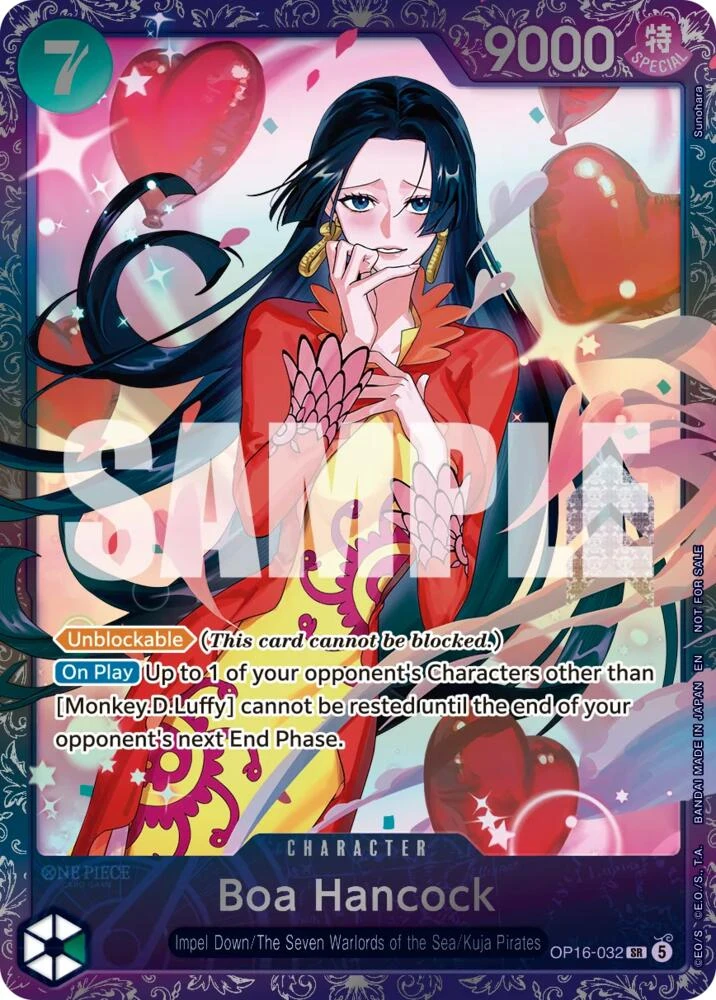 7
9000
特
SPECIAL
Sunohara
SAMPLE
Unblockable (This card cannot be blocked.)
On Play Up to 1 of your opponent's Characters other than
[Monkey.D.Luffy] cannot be rested until the end of your
opponent's next End Phase.
CHARACTER
ONE PIECE
CARD GAME
Boa Hancock
Impel Down/The Seven Warlords of the Sea/Kuja Pirates
OP16-032 SR 5
©E.O/S ©E.O./S., T.A. BANDAI MADE IN JAPAN EN NOT FOR SALE